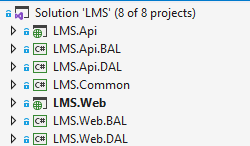 Solution 'LMS' (8 of 8 projects)
LMS.Api
C# LMS.Api.BAL
C# LMS.Api.DAL
C# LMS.Common
LMS.Web
C# LMS.Web.BAL
C# LMS.Web.DAL